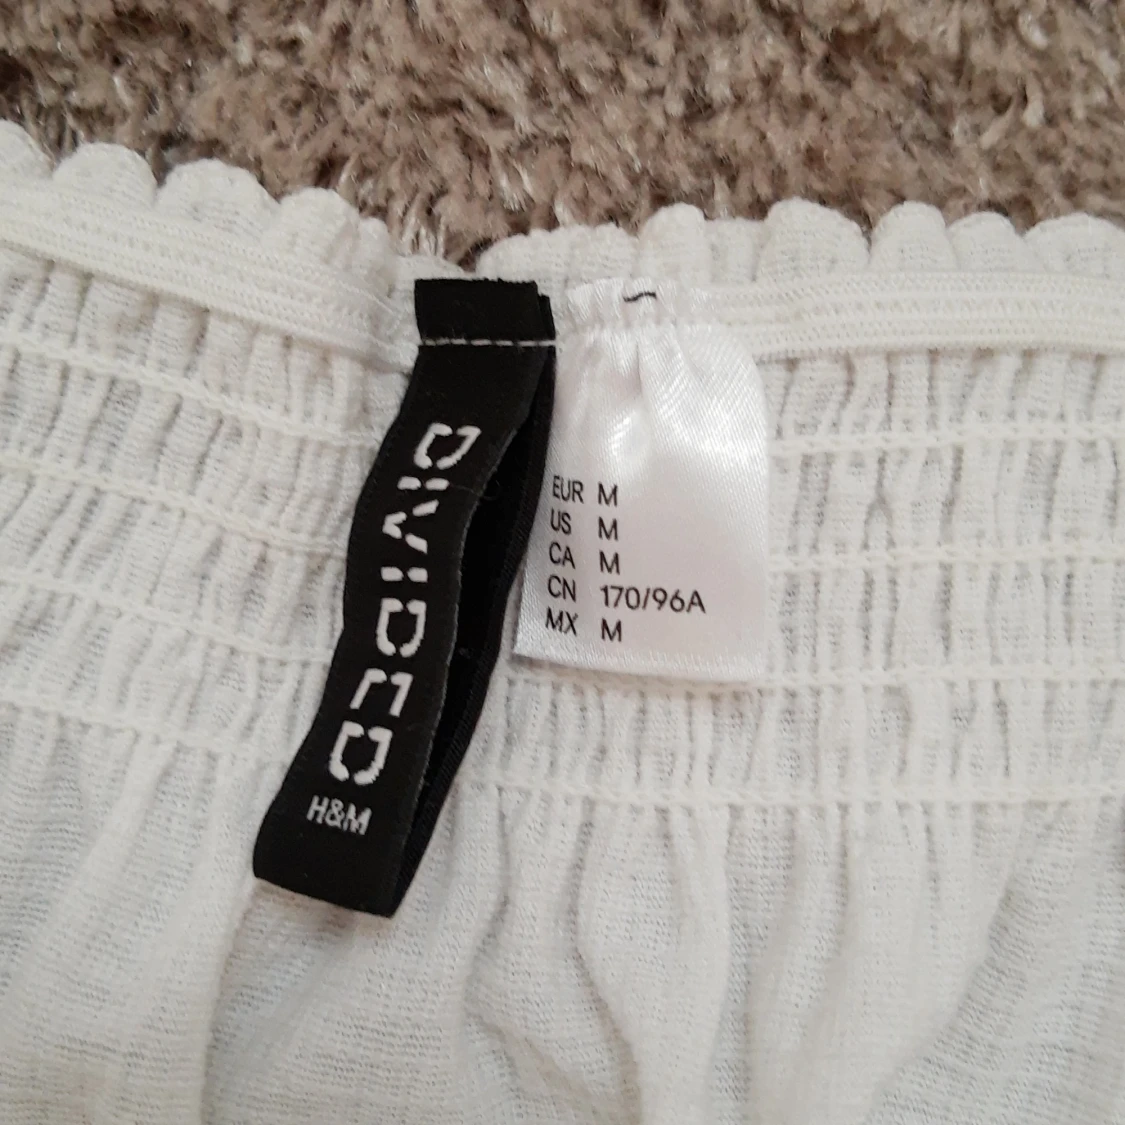 DIVIDED
H&M
EUR M
US M
CA M
CN 170/96A
MX M